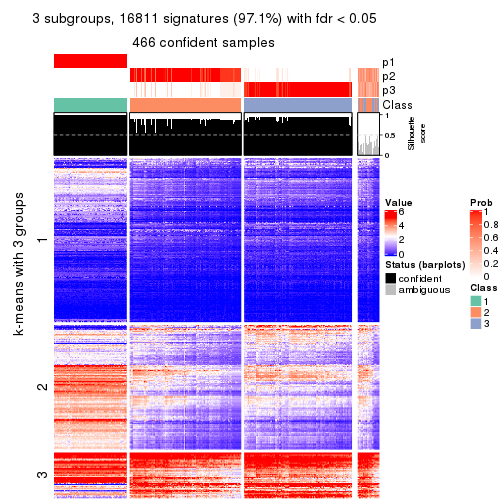 3 subgroups, 16811 signatures (97.1%) with fdr < 0.05
466 confident samples
p1
p2
p3
Class
1
0.5
0
Silhouette
score
k-means with 3 groups
1
2
3
Value
6
4
2
0
Status (barplots)
confident
ambiguous
Prob
1
0.8
0.6
0.4
0.2
0
Class
1
2
3